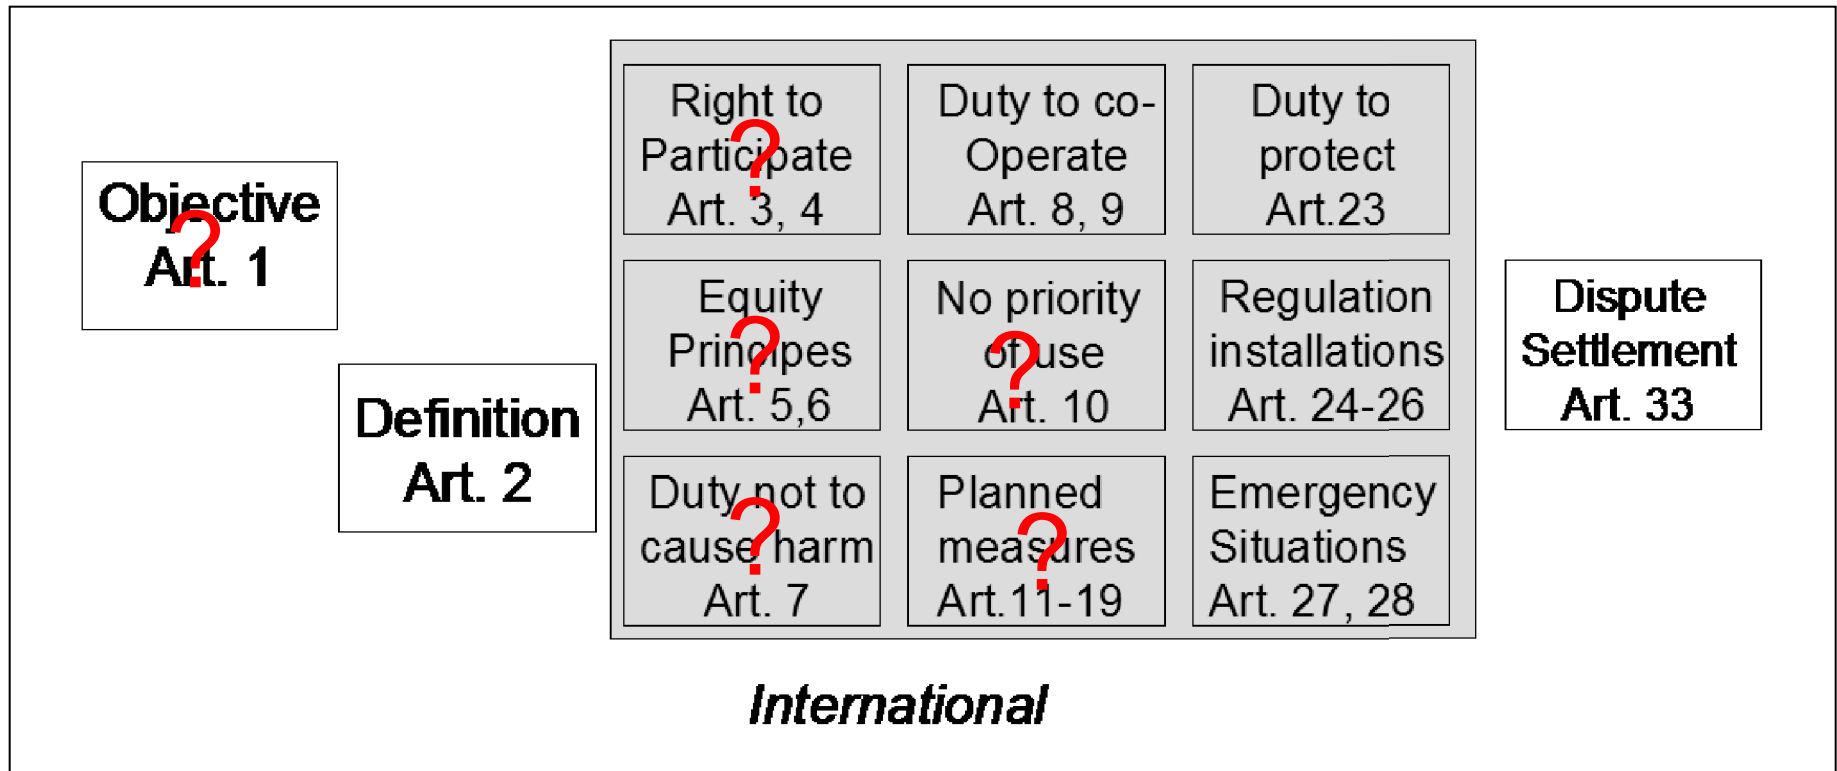 Objective
Art. 1
?
Definition
Art. 2
Right to
Participate
Art. 3, 4
?
Duty to co-
Operate
Art. 8, 9
Duty to
protect
Art.23
Equity
Principes
Art. 5,6
?
No priority
of use
Art. 10
?
Regulation
installations
Art. 24-26
Duty not to
cause harm
Art. 7
?
Planned
measures
Art.11-19
?
Emergency
Situations
Art. 27, 28
Dispute
Settlement
Art. 33
International